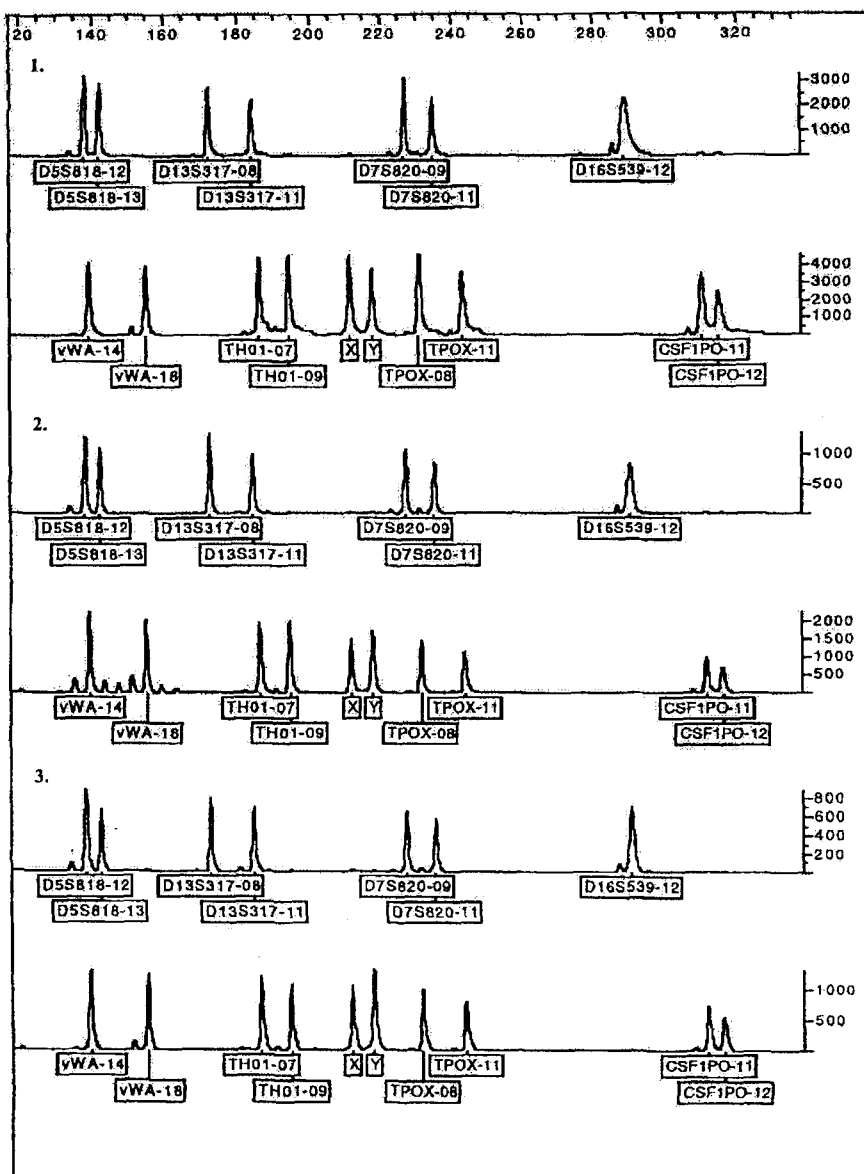 120 140 160 180 200 220 240 260 280 300 320
1.
3000
2000
1000
D5S818-12 D13S317-08 D7S820-09 D16S539-12
D5S818-13 D13S317-11 D7S820-11
4000
3000
2000
1000
vWA-14 TH01-07 X Y TPOX-11 CSF1PO-11
vWA-18 TH01-09 TPOX-08 CSF1PO-12
2.
1000
500
D5S818-12 D13S317-08 D7S820-09 D16S539-12
D5S818-13 D13S317-11 D7S820-11
2000
1500
1000
500
vWA-14 TH01-07 X Y TPOX-11 CSF1PO-11
vWA-18 TH01-09 TPOX-08 CSF1PO-12
3.
800
600
400
200
D5S818-12 D13S317-08 D7S820-09 D16S539-12
D5S818-13 D13S317-11 D7S820-11
1000
500
vWA-14 TH01-07 X Y TPOX-11 CSF1PO-11
vWA-18 TH01-09 TPOX-08 CSF1PO-12